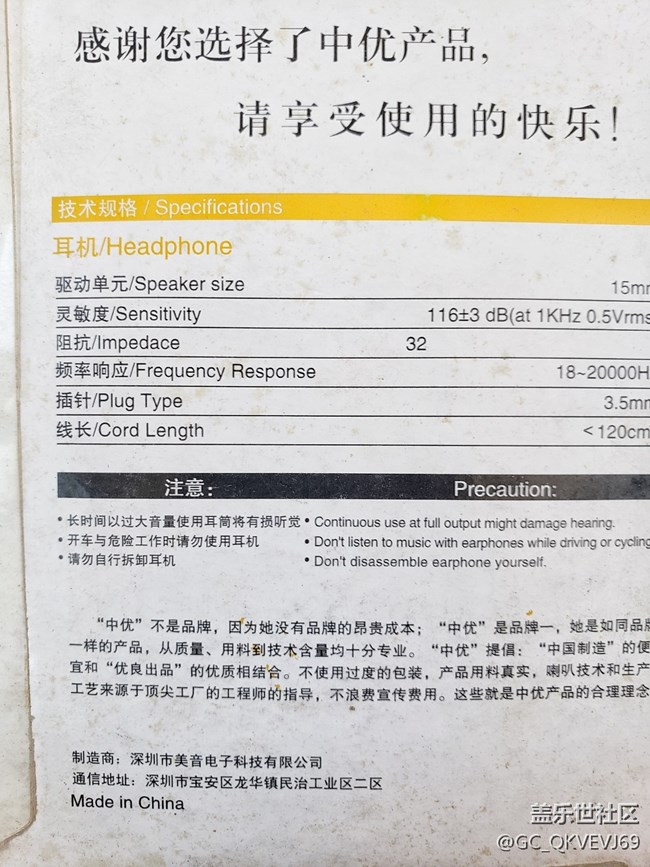 感谢您选择了中优产品，
请享受使用的快乐！
技术规格 / Specifications
耳机/Headphone
驱动单元/Speaker size 15mm
灵敏度/Sensitivity 116±3 dB(at 1KHz 0.5Vrms
阻抗/Impedace 32
频率响应/Frequency Response 18~20000H
插针/Plug Type 3.5mm
线长/Cord Length <120cm
注意： Precaution:
• 长时间以过大音量使用耳筒将有损听觉 • Continuous use at full output might damage hearing.
• 开车与危险工作时请勿使用耳机 • Don't listen to music with earphones while driving or cycling
• 请勿自行拆卸耳机 • Don't disassemble earphone yourself.
“中优”不是品牌，因为她没有品牌的昂贵成本；“中优”是品牌一，她是如同品牌
一样的产品，从质量、用料到技术含量均十分专业。“中优”提倡：“中国制造”的便
宜和“优良出品”的优质相结合。不使用过度的包装，产品用料真实，喇叭技术和生产
工艺来源于顶尖工厂的工程师的指导，不浪费宣传费用。这些就是中优产品的合理理念
制造商：深圳市美音电子科技有限公司
通信地址：深圳市宝安区龙华镇民治工业区二区
Made in China
盖乐世社区
@GC_QKVEVJ69